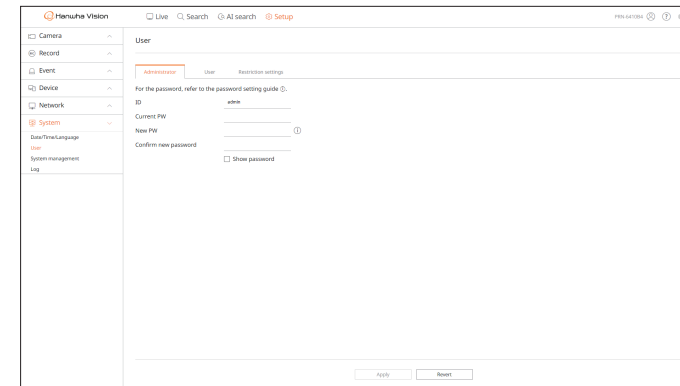 Hanwha Vision
Live Search AI search Setup
PRN-6410B4
Camera
Record
Event
Device
Network
System
Date/Time/Language
User
System management
Log
User
Administrator User Restriction settings
For the password, refer to the password setting guide
ID admin
Current PW
New PW
Confirm new password
Show password
Apply Revert